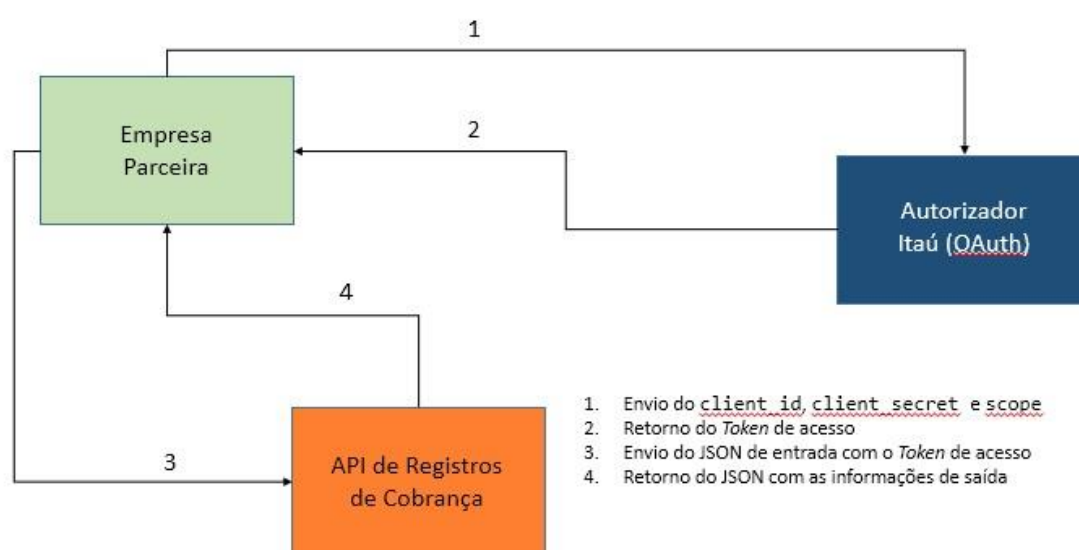 1
Empresa
Parceira
2
Autorizador
Itaú (OAuth)
4
3
API de Registros
de Cobrança
1. Envio do client_id, client_secret e scope
2. Retorno do Token de acesso
3. Envio do JSON de entrada com o Token de acesso
4. Retorno do JSON com as informações de saída